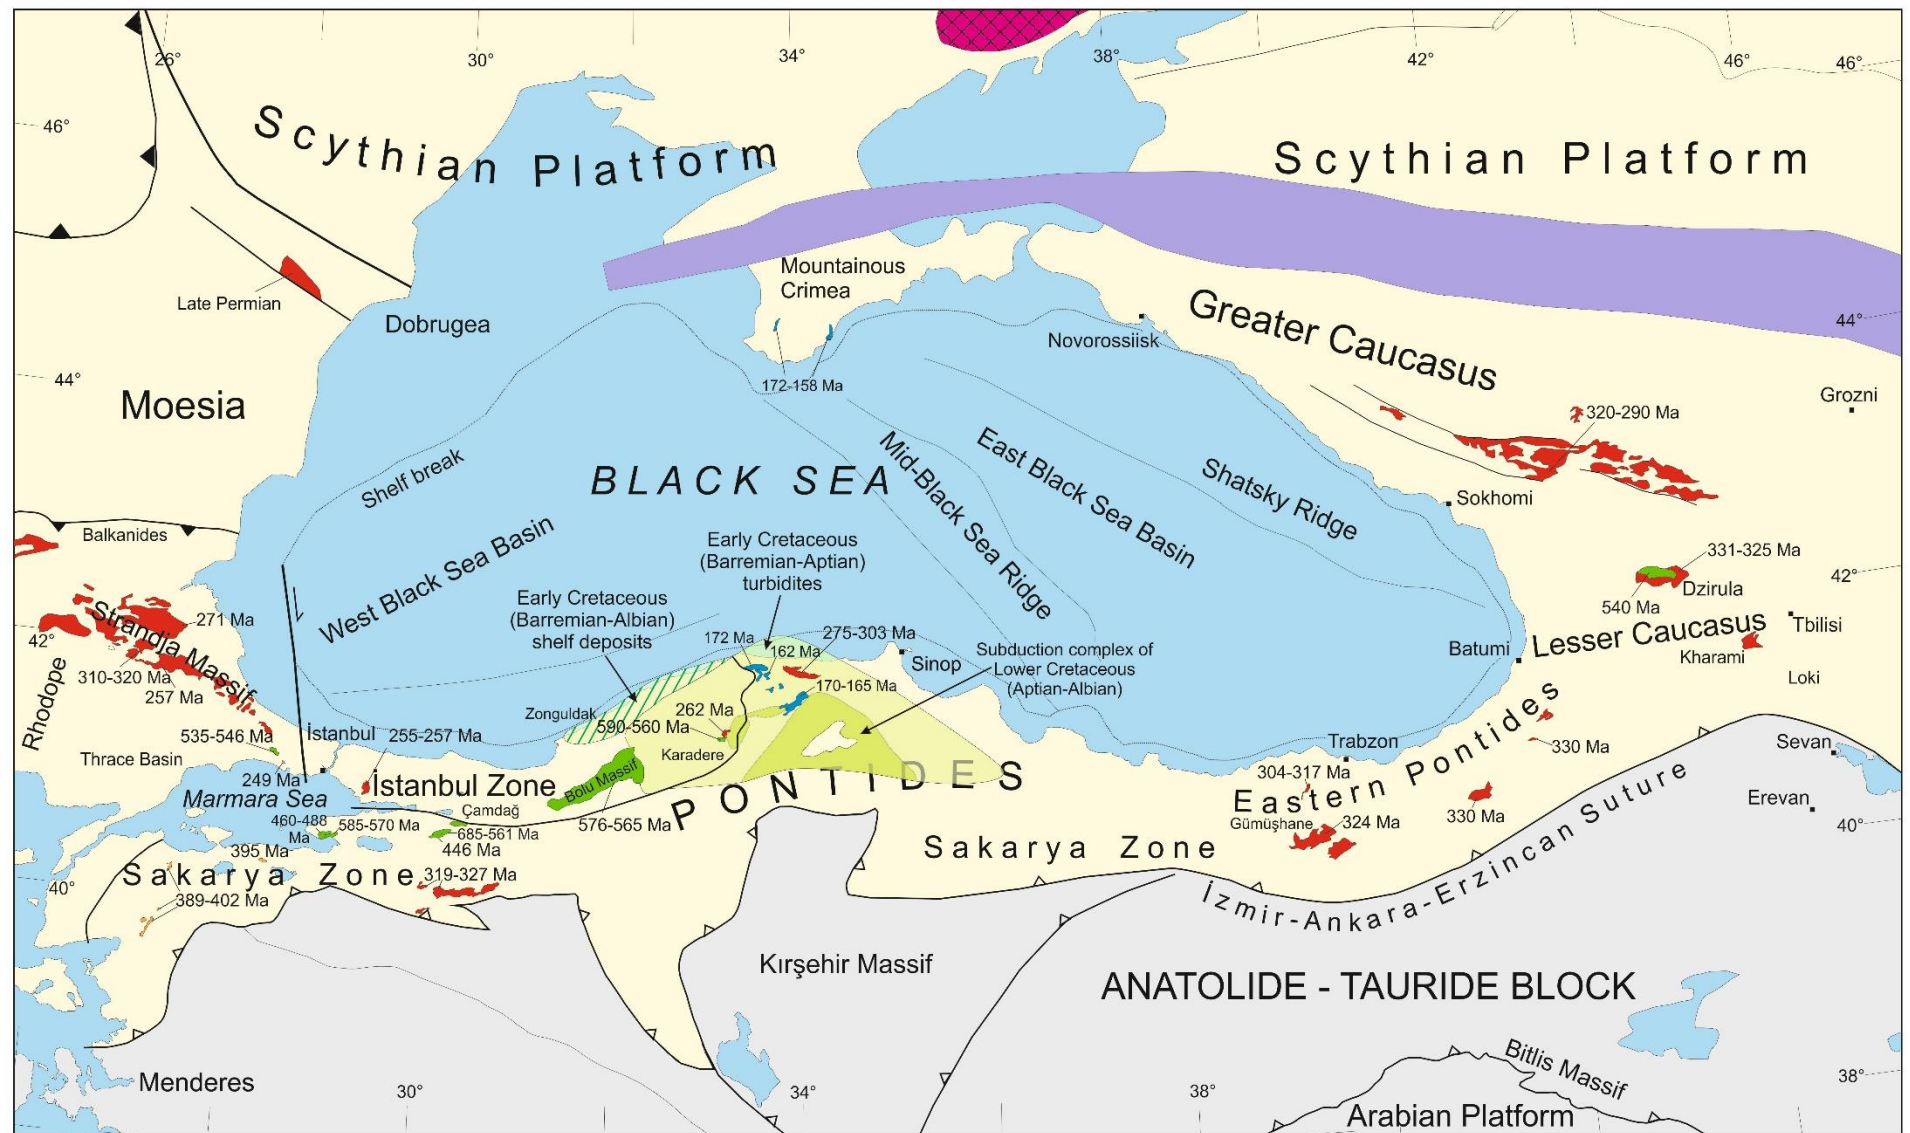 26°
30°
34°
38°
42°
46°
46°
46°
Scythian Platform
Scythian Platform
Mountainous
Crimea
Late Permian
Dobrugea
Novorossiisk
Greater Caucasus
44°
44°
Moesia
172-158 Ma
Grozni
320-290 Ma
Shelf break
BLACK SEA
Mid-Black Sea Ridge
East Black Sea Basin
Shatsky Ridge
Sokhomi
Balkanides
West Black Sea Basin
Early Cretaceous
(Barremian-Aptian)
turbidites
Early Cretaceous
(Barremian-Albian)
shelf deposits
331-325 Ma
42°
Dzirula
540 Ma
Strandja Massif
271 Ma
42°
172 Ma
275-303 Ma
162 Ma
Sinop
Subduction complex of
Lower Cretaceous
(Aptian-Albian)
Batumi
Lesser Caucasus
Tbilisi
Kharami
Loki
310-320 Ma
257 Ma
Rhodope
170-165 Ma
Zonguldak
262 Ma
590-560 Ma
Karadere
535-546 Ma
İstanbul
255-257 Ma
Thrace Basin
249 Ma
İstanbul Zone
Bolu Massif
PONTIDES
Trabzon
330 Ma
Sevan
304-317 Ma
Eastern Pontides
Erevan
Marmara Sea
Çamdağ
460-488
Ma
585-570 Ma
685-561 Ma
446 Ma
576-565 Ma
Gümüşhane
324 Ma
330 Ma
40°
395 Ma
Sakarya Zone
Sakarya Zone
319-327 Ma
40°
389-402 Ma
İzmir-Ankara-Erzincan Suture
Kırşehir Massif
ANATOLIDE - TAURIDE BLOCK
Bitlis Massif
Menderes
30°
34°
38°
38°
Arabian Platform